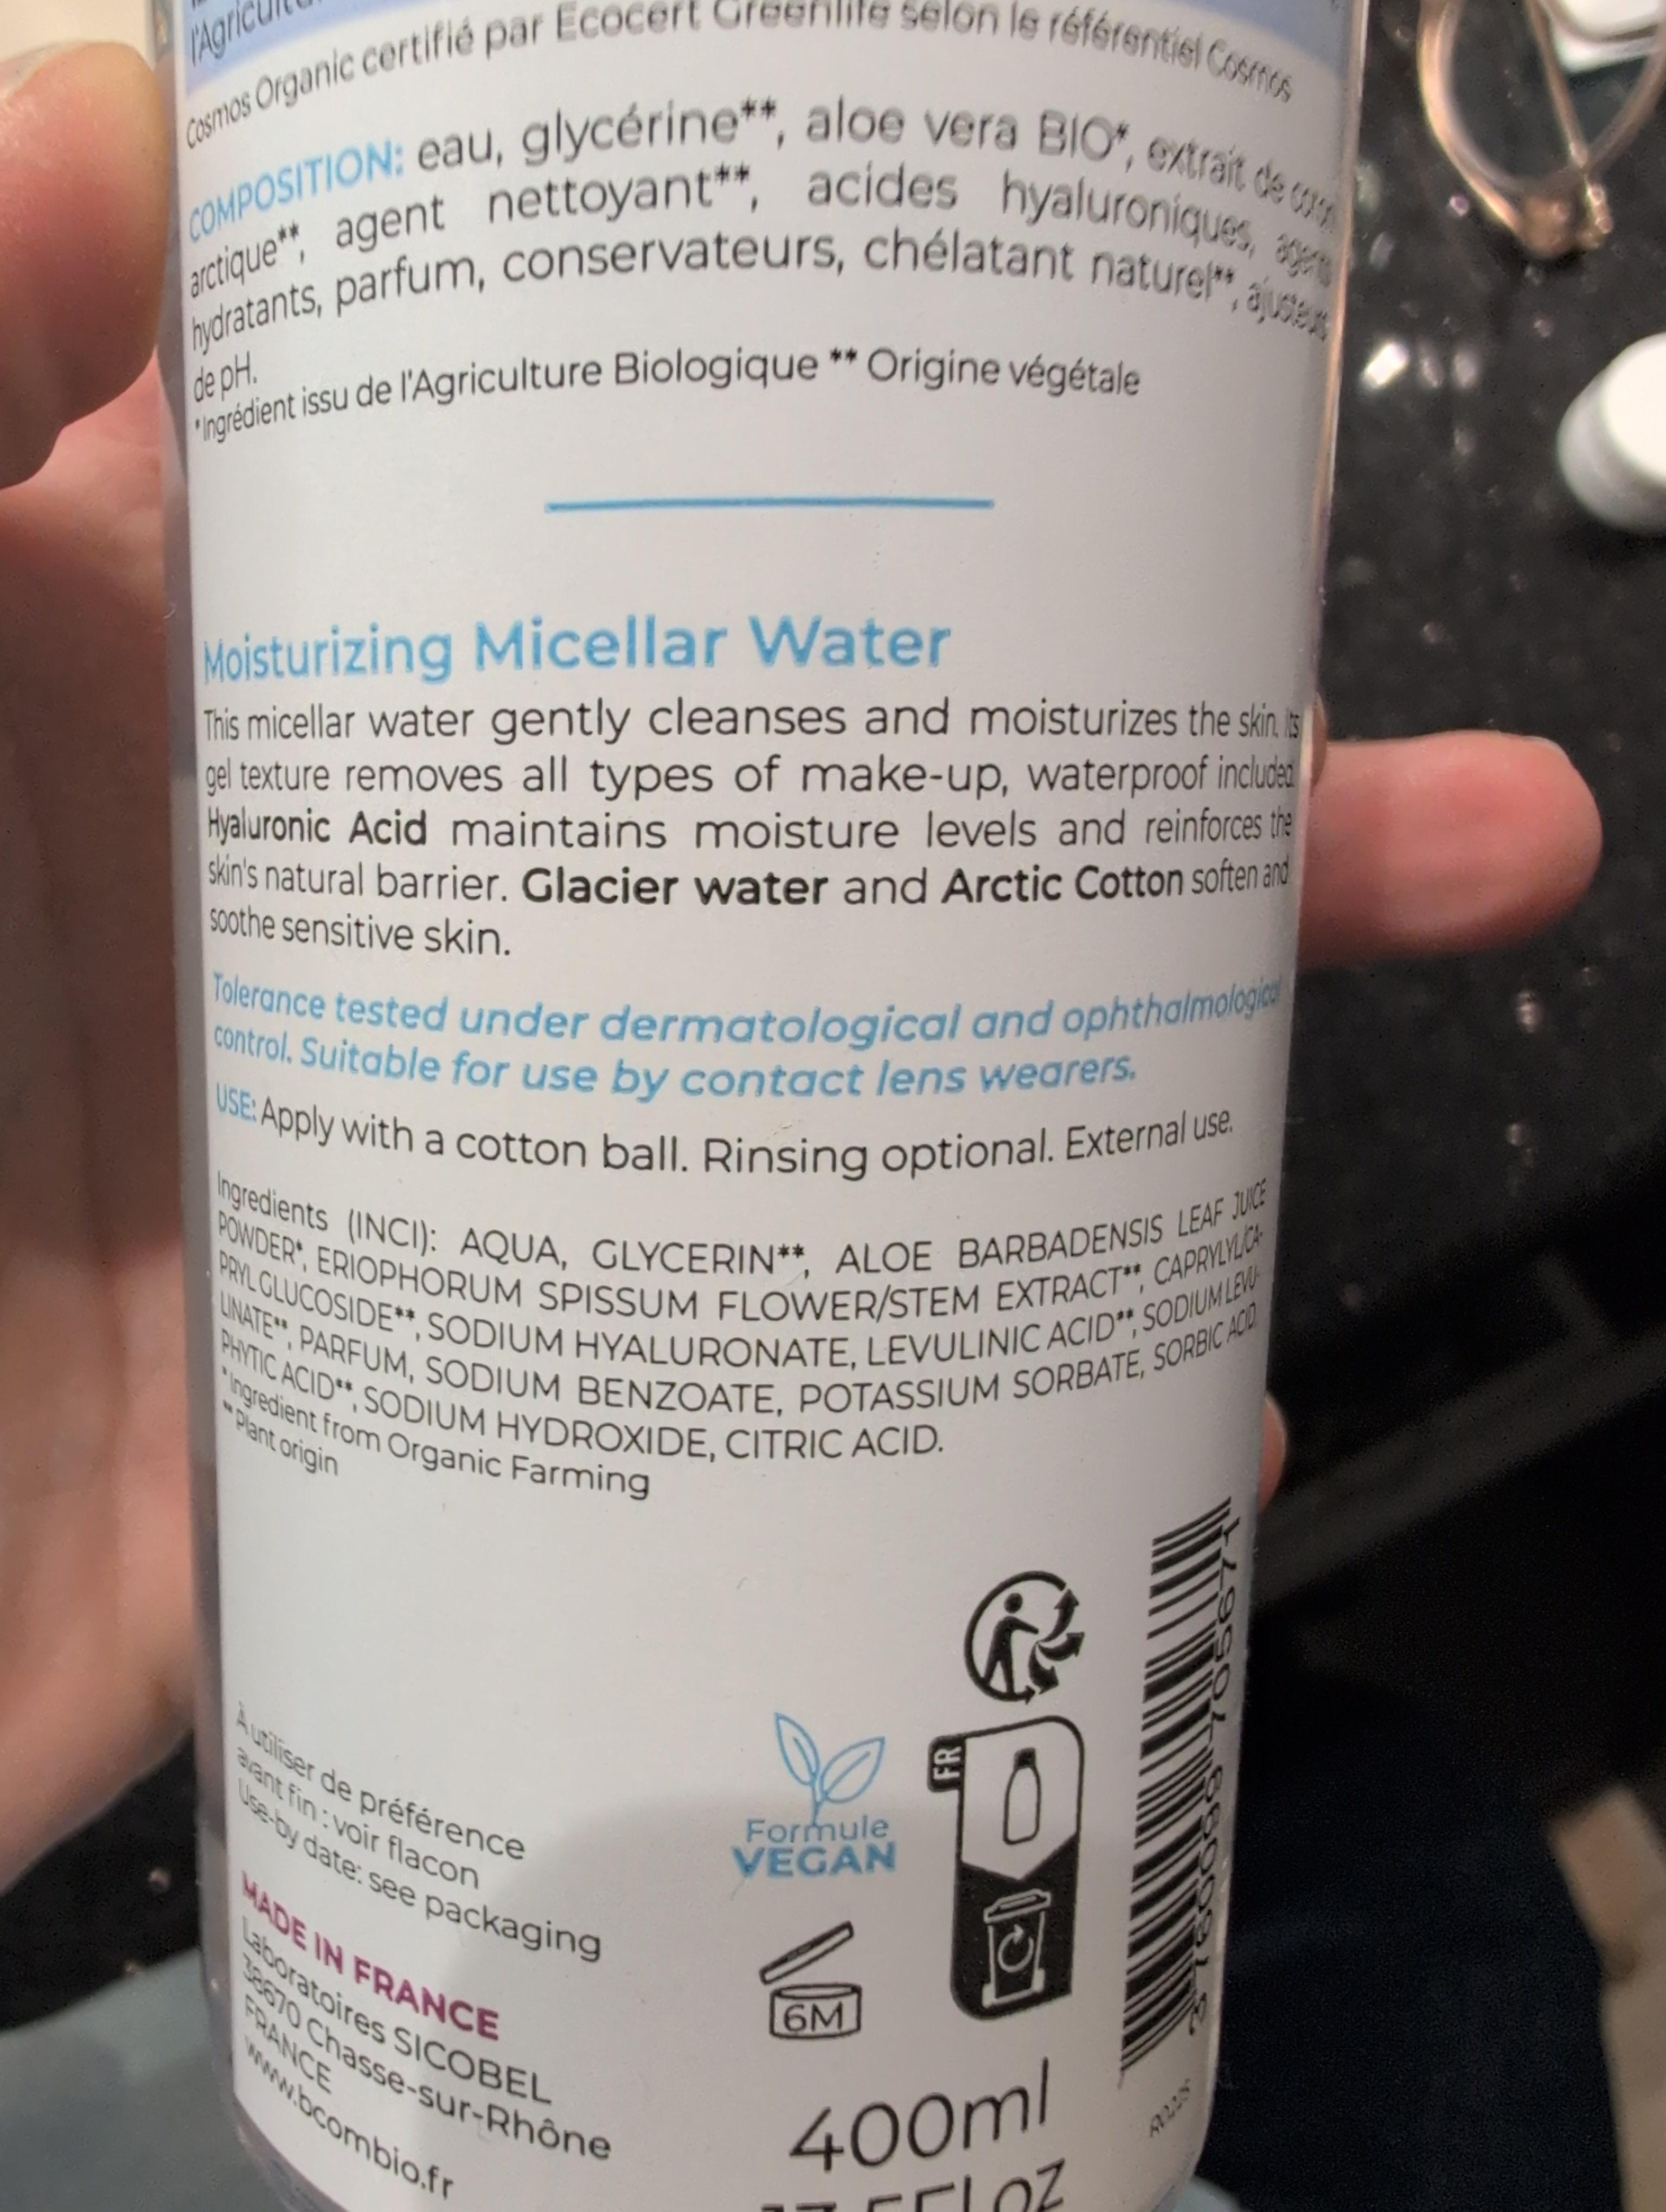 l'Agricultu
Cosmos Organic certifié par Ecocert Greenlife selon le référentiel Cosmos
COMPOSITION: eau, glycérine**, aloe vera BIO*, extrait de
arctique**, agent nettoyant**, acides hyaluroniques, agents
hydratants, parfum, conservateurs, chélatant naturel**, ajusteurs
de pH.
*Ingrédient issu de l'Agriculture Biologique ** Origine végétale
Moisturizing Micellar Water
This micellar water gently cleanses and moisturizes the skin. Its
gel texture removes all types of make-up, waterproof included.
Hyaluronic Acid maintains moisture levels and reinforces the
skin's natural barrier. Glacier water and Arctic Cotton soften and
soothe sensitive skin.
Tolerance tested under dermatological and ophthalmological
control. Suitable for use by contact lens wearers.
USE: Apply with a cotton ball. Rinsing optional. External use.
Ingredients (INCI): AQUA, GLYCERIN**, ALOE BARBADENSIS LEAF JUICE
POWDER*, ERIOPHORUM SPISSUM FLOWER/STEM EXTRACT**, CAPRYLYL/CA-
PRYL GLUCOSIDE**, SODIUM HYALURONATE, LEVULINIC ACID**, SODIUM LEVU-
LINATE**, PARFUM, SODIUM BENZOATE, POTASSIUM SORBATE, SORBIC ACID,
PHYTIC ACID**, SODIUM HYDROXIDE, CITRIC ACID.
*Ingredient from Organic Farming
** Plant origin
À utiliser de préférence
avant fin : voir flacon
Use-by date: see packaging
MADE IN FRANCE
Laboratoires SICOBEL
38670 Chasse-sur-Rhône
FRANCE
www.bcombio.fr
Formule
VEGAN
FR
6M
400ml
Fl oz